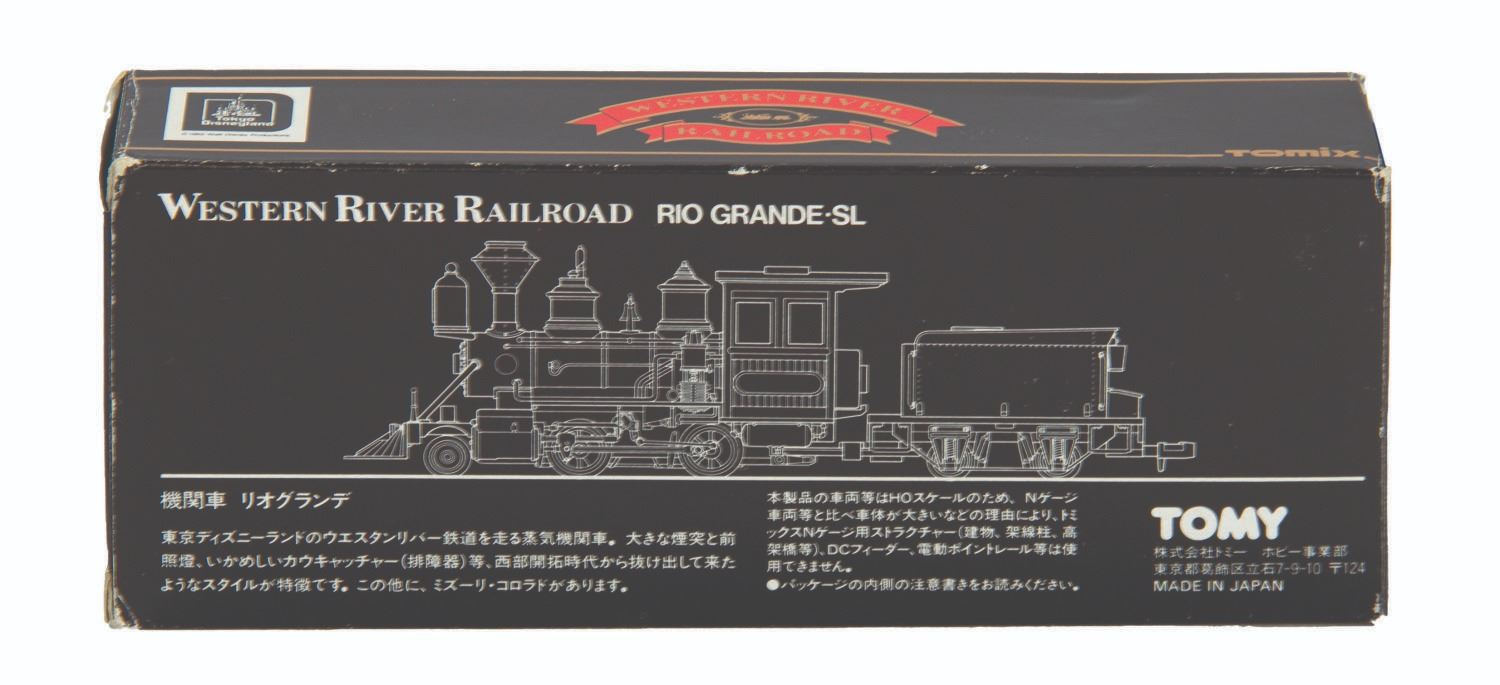 Tokyo
Disneyland
WESTERN RIVER
RAILROAD
TOMIX
WESTERN RIVER RAILROAD RIO GRANDE·SL
機関車 リオグランデ
東京ディズニーランドのウエスタンリバー鉄道を走る蒸気機関車。大きな煙突と前
照燈、いかめしいカウキャッチャー(排障器)等、西部開拓時代から抜け出して来た
ようなスタイルが特徴です。この他に、ミズーリ・コロラドがあります。
本製品の車両等はHOスケールのため、Nゲージ
車両等と比べ車体が大きいなどの理由により、トミ
ックスNゲージ用ストラクチャー(建物、架線柱、高
架橋等)、DCフィーダー、電動ポイントレール等は使
用できません。
●パッケージの内側の注意書きをお読みください。
TOMY
株式会社トミー ホビー事業部
東京都葛飾区立石7-9-10 〒124
MADE IN JAPAN